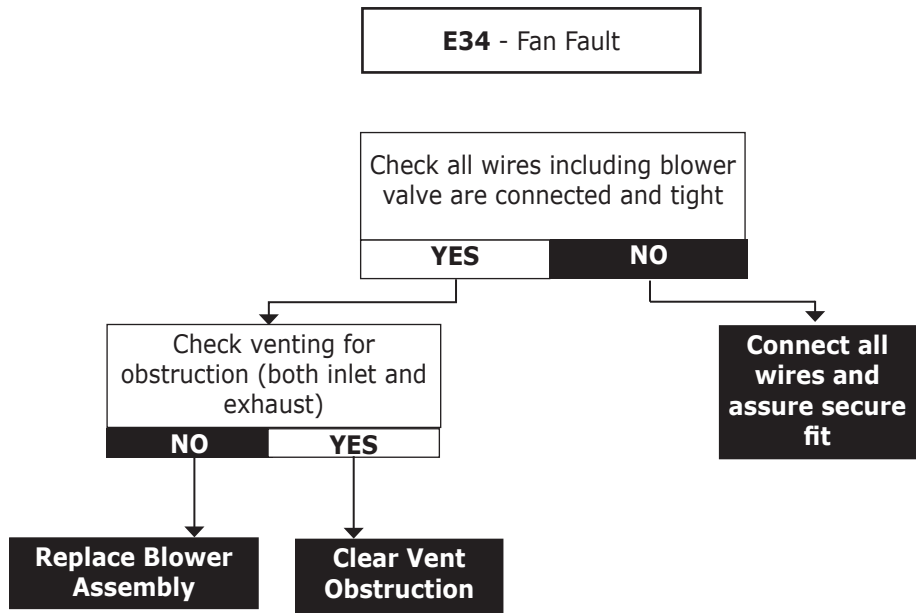 E34 - Fan Fault
Check all wires including blower
valve are connected and tight
YES
NO
Check venting for
obstruction (both inlet and
exhaust)
NO
YES
Connect all
wires and
assure secure
fit
Replace Blower
Assembly
Clear Vent
Obstruction